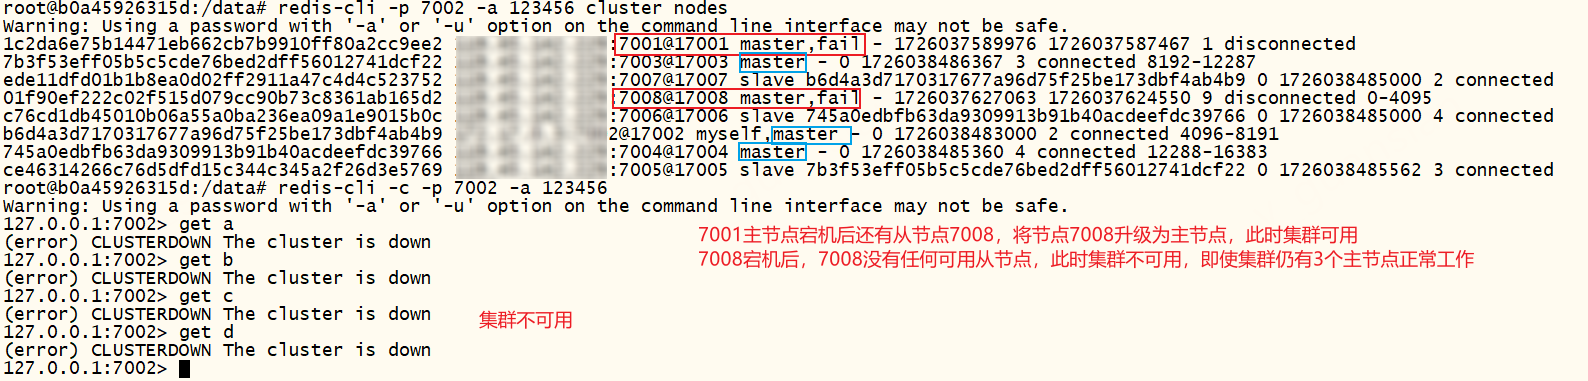 root@b0a45926315d:/data# redis-cli -p 7002 -a 123456 cluster nodes
Warning: Using a password with '-a' or '-u' option on the command line interface may not be safe.
1c2da6e75b14471eb662cb7b9910ff80a2cc9ee2 :7001@17001 master,fail - 1726037589976 1726037587467 1 disconnected
7b3f53eff05b5c5cde76bed2dff56012741dcf22 :7003@17003 master - 0 1726038486367 3 connected 8192-12287
ede11dfd01b1b8ea0d02ff2911a47c4d4c523752 :7007@17007 slave b6d4a3d7170317677a96d75f25be173dbf4ab4b9 0 1726038485000 2 connected
01f90ef222c02f515d079cc90b73c8361ab165d2 :7008@17008 master,fail - 1726037627063 1726037624550 9 disconnected 0-4095
c76cd1db45010b06a55a0ba236ea09a1e9015b0c :7006@17006 slave 745a0edbfb63da9309913b91b40acdeefdc39766 0 1726038485000 4 connected
b6d4a3d7170317677a96d75f25be173dbf4ab4b9 2@17002 myself,master - 0 1726038483000 2 connected 4096-8191
745a0edbfb63da9309913b91b40acdeefdc39766 :7004@17004 master - 0 1726038485360 4 connected 12288-16383
ce46314266c76d5dfd15c344c345a2f26d3e5769 :7005@17005 slave 7b3f53eff05b5c5cde76bed2dff56012741dcf22 0 1726038485562 3 connected
root@b0a45926315d:/data# redis-cli -c -p 7002 -a 123456
Warning: Using a password with '-a' or '-u' option on the command line interface may not be safe.
127.0.0.1:7002> get a
(error) CLUSTERDOWN The cluster is down
7001主节点宕机后还有从节点7008，将节点7008升级为主节点，此时集群可用
127.0.0.1:7002> get b
7008宕机后，7008没有任何可用从节点，此时集群不可用，即使集群仍有3个主节点正常工作
(error) CLUSTERDOWN The cluster is down
127.0.0.1:7002> get c
(error) CLUSTERDOWN The cluster is down
集群不可用
127.0.0.1:7002> get d
(error) CLUSTERDOWN The cluster is down
127.0.0.1:7002>